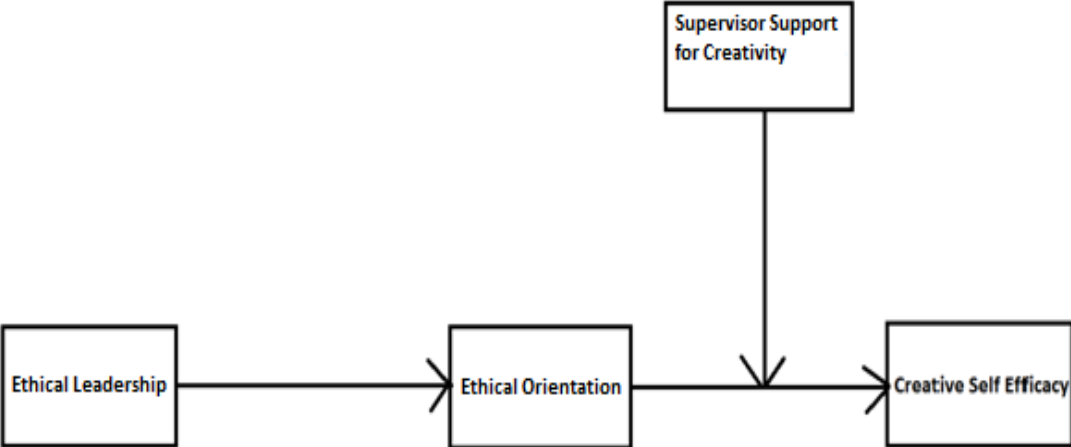 Supervisor Support
for Creativity
Ethical Leadership
Ethical Orientation
Creative Self Efficacy